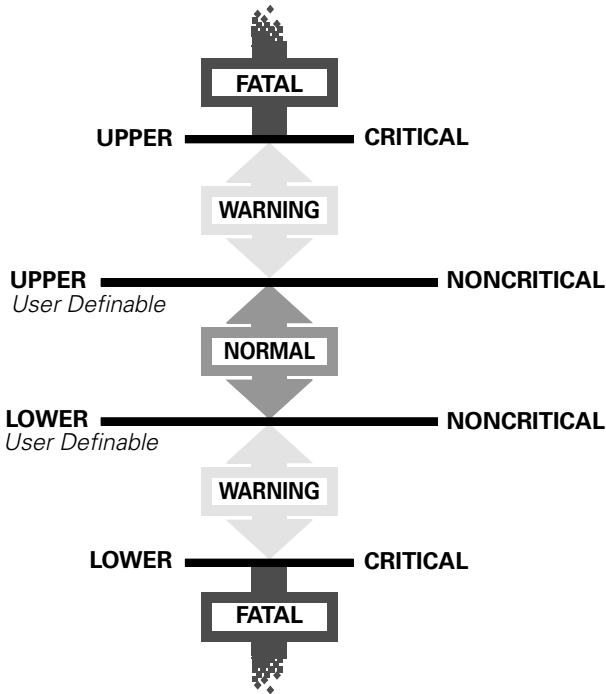 FATAL
UPPER CRITICAL
WARNING
UPPER NONCRITICAL
User Definable
NORMAL
LOWER NONCRITICAL
User Definable
WARNING
LOWER CRITICAL
FATAL